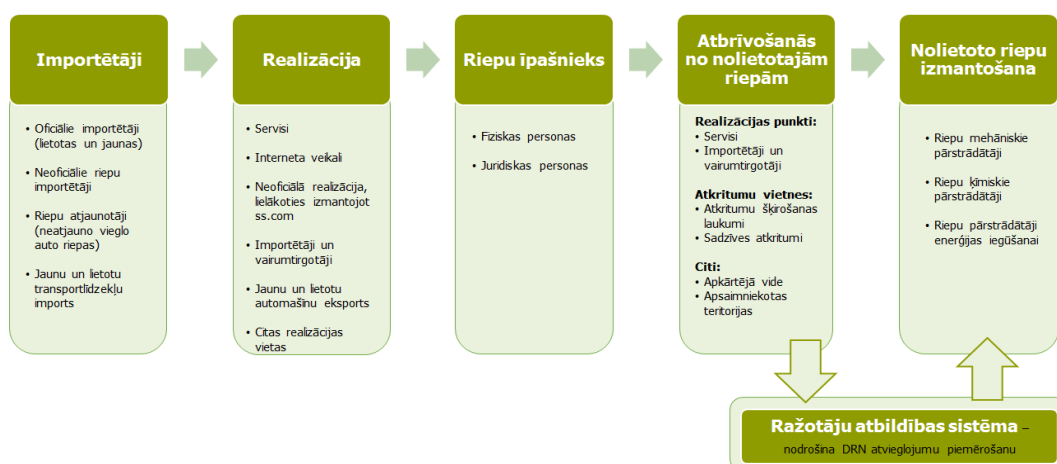 Importētāji
• Oficiālie importētāji
(lietotas un jaunas)
• Neoficiālie riepu
importētāji
• Riepu atjaunotāji
(neatjauno vieglo
auto riepas)
• Jaunu un lietotu
transportlīdzekļu
imports
Realizācija
• Servisi
• Interneta veikali
• Neoficiālā realizācija,
lielākoties izmantojot
ss.com
• Importētāji un
vairumtirgotāji
• Jaunu un lietotu
automašīnu eksports
• Citas realizācijas
vietas
Riepu īpašnieks
• Fiziskas personas
• Juridiskas personas
Atbrīvošanās
no nolietotajām
riepām
Realizācijas punkti:
• Servisi
• Importētāji un
vairumtirgotāji
Atkritumu vietnes:
• Atkritumu šķirošanas
laukumi
• Sadzīves atkritumi
Citi:
• Apkārtējā vide
• Apsaimniekotas
teritorijas
Nolietoto riepu
izmantošana
• Riepu mehāniskie
pārstrādātāji
• Riepu ķīmiskie
pārstrādātāji
• Riepu pārstrādātāji
enerģijas iegūšanai
Ražotāju atbildības sistēma –
nodrošina DRN atvieglojumu piemērošanu